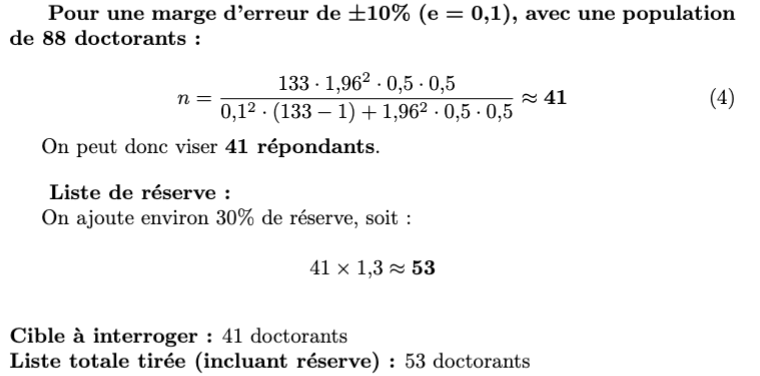 Pour une marge d’erreur de ±10% (e = 0,1), avec une population
de 88 doctorants :
n = \frac{133 · 1,96² · 0,5 · 0,5}{0,1² · (133 − 1) + 1,96² · 0,5 · 0,5} ≈ 41 (4)
On peut donc viser 41 répondants.
Liste de réserve :
On ajoute environ 30% de réserve, soit :
41 × 1,3 ≈ 53
Cible à interroger : 41 doctorants
Liste totale tirée (incluant réserve) : 53 doctorants